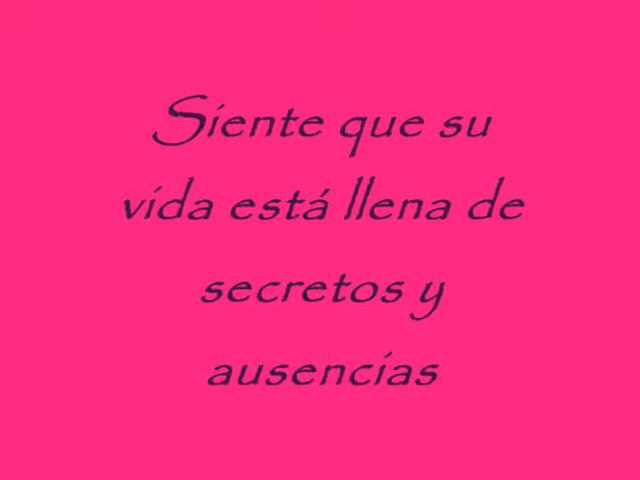 Siente que su
vida está llena de
secretos y
ausencias